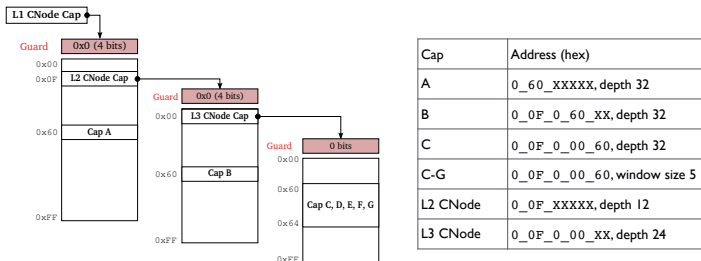 L1 CNode Cap
Guard 0x0 (4 bits)
0x00
0x0F L2 CNode Cap
0x60 Cap A
0xFF
Guard 0x0 (4 bits)
0x00 L3 CNode Cap
0x60 Cap B
0xFF
Guard 0 bits
0x00
0x60
Cap C, D, E, F, G
0x64
0xFF
Cap Address (hex)
A 0_60_XXXXX, depth 32
B 0_0F_0_60_XX, depth 32
C 0_0F_0_00_60, depth 32
C-G 0_0F_0_00_60, window size 5
L2 CNode 0_0F_XXXXX, depth 12
L3 CNode 0_0F_0_00_XX, depth 24